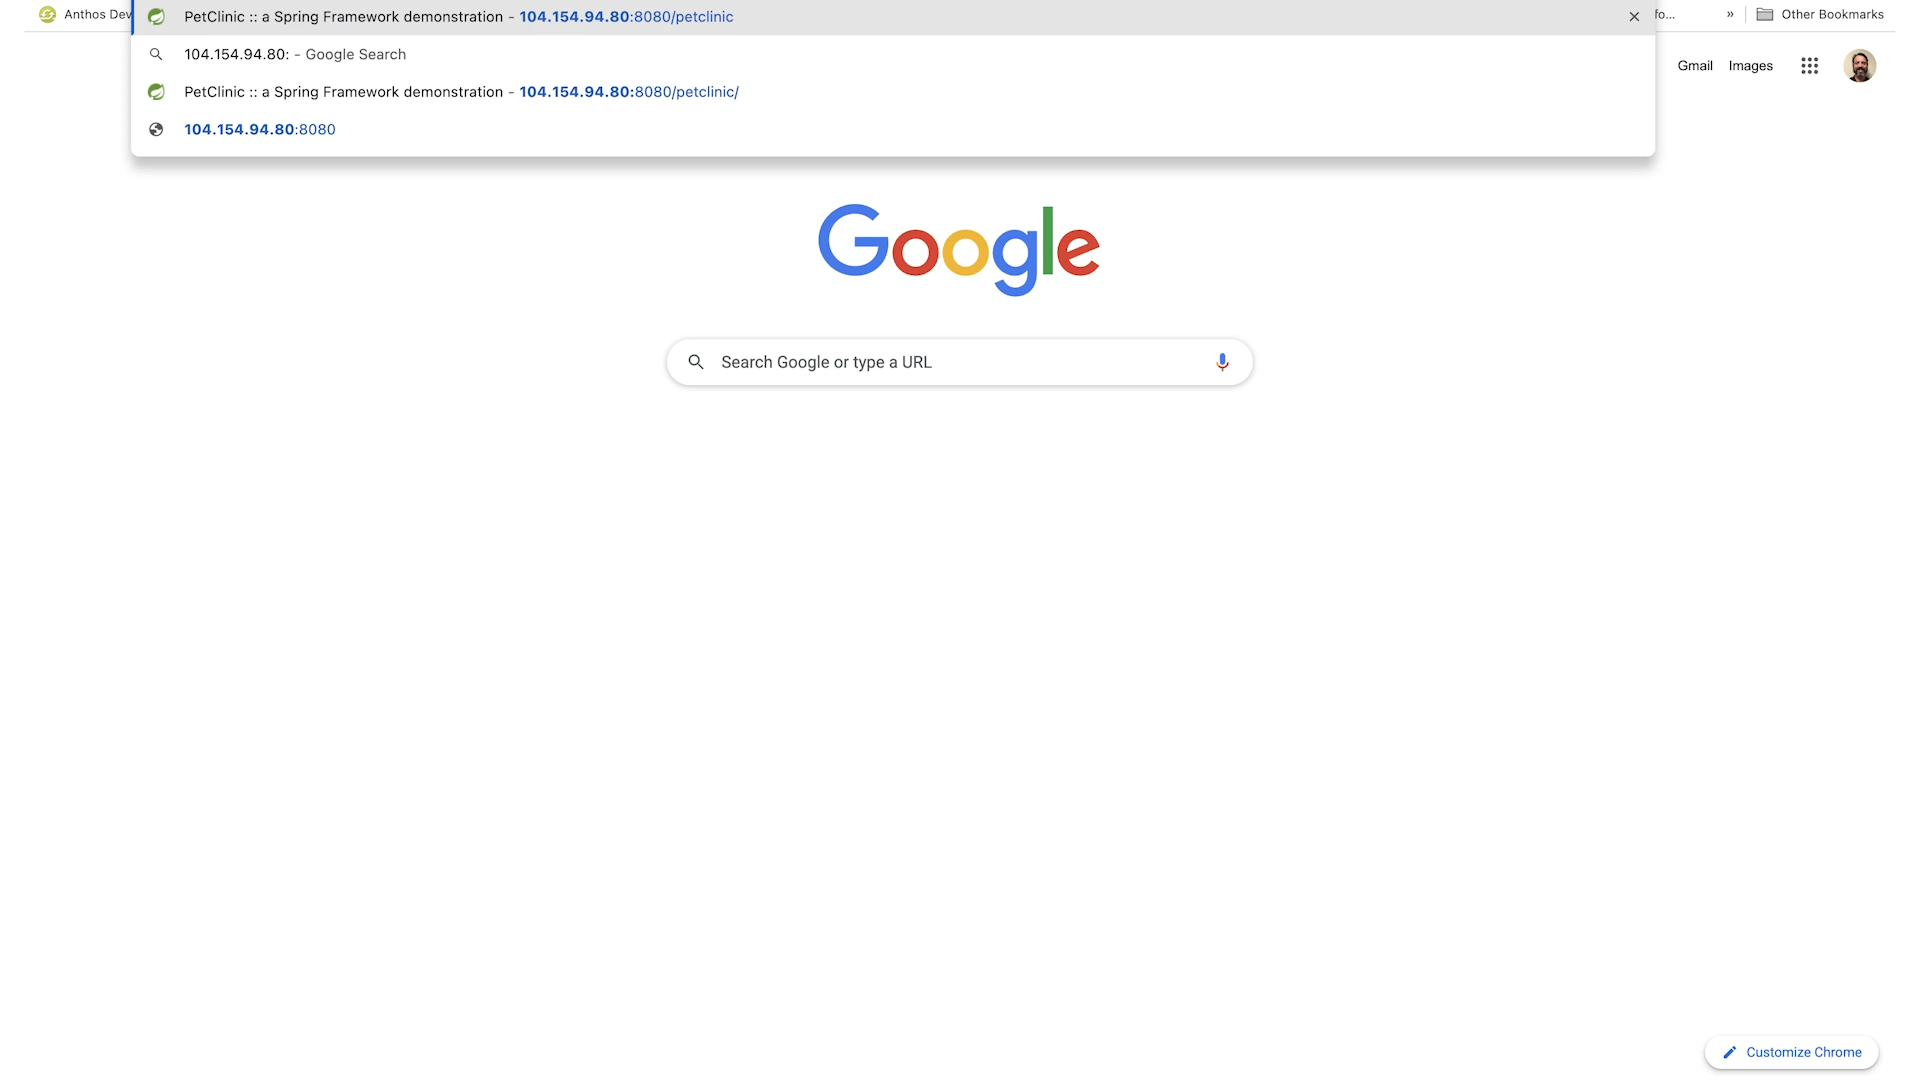 Anthos Dev
PetClinic :: a Spring Framework demonstration - 104.154.94.80:8080/petclinic
fo...
»
Other Bookmarks
104.154.94.80: - Google Search
Gmail
Images
PetClinic :: a Spring Framework demonstration - 104.154.94.80:8080/petclinic/
104.154.94.80:8080
Google
Search Google or type a URL
Customize Chrome